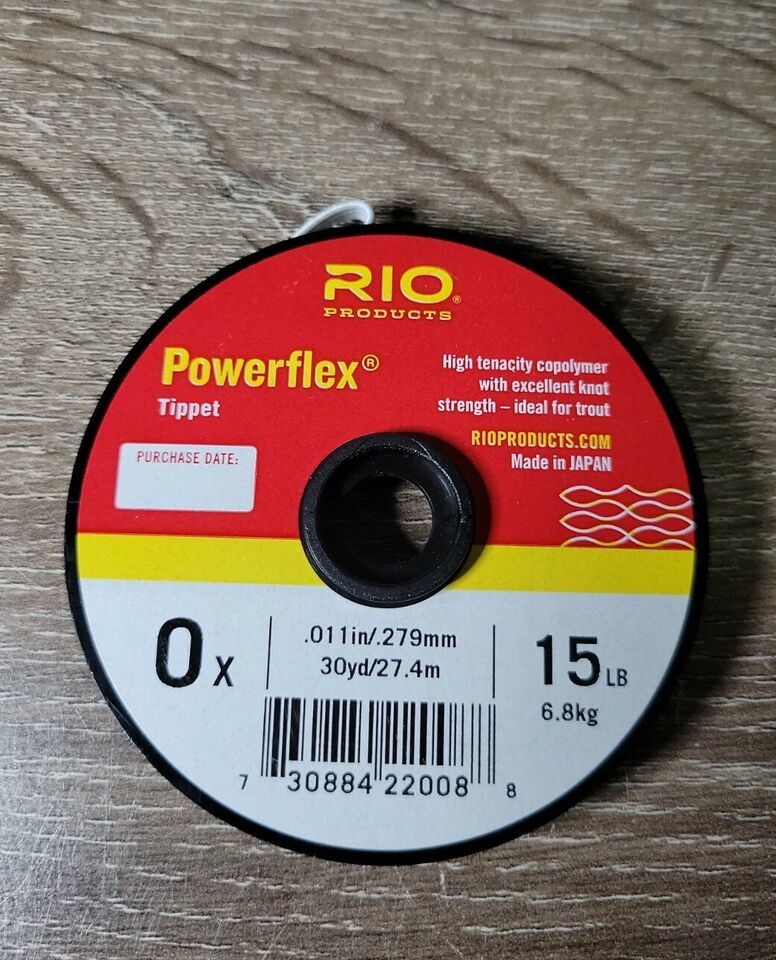 RIO®
PRODUCTS
Powerflex®
Tippet
High tenacity copolymer
with excellent knot
strength – ideal for trout
RIOPRODUCTS.COM
Made in JAPAN
PURCHASE DATE:
0X
.011in/.279mm
30yd/27.4m
15LB
6.8kg
7 30884 22008 8